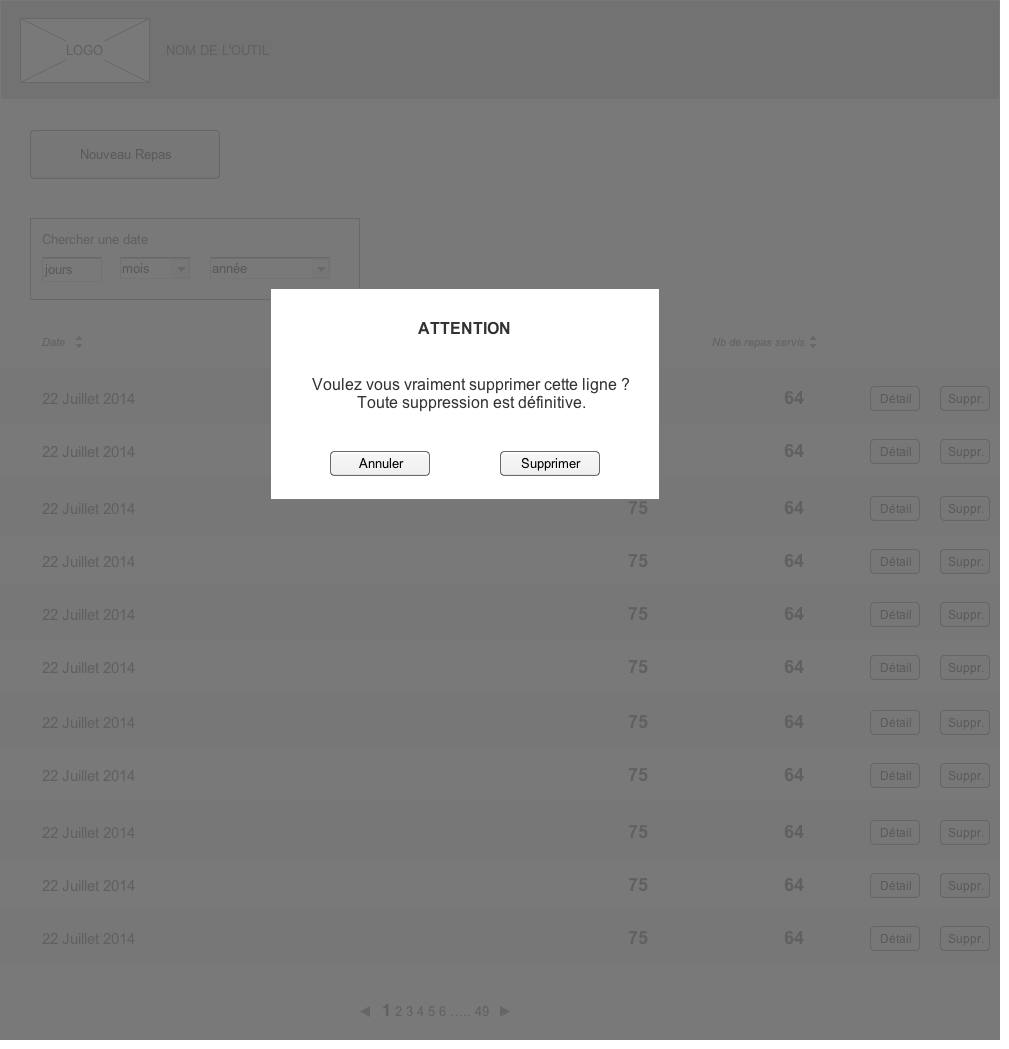 LOGO
NOM DE L'OUTIL
Nouveau Repas
Chercher une date
jours mois année
ATTENTION
Voulez vous vraiment supprimer cette ligne ?
Toute suppression est définitive.
Annuler Supprimer
Date Nb de repas servis
22 Juillet 2014 64 Détail Suppr.
22 Juillet 2014 64 Détail Suppr.
22 Juillet 2014 75 64 Détail Suppr.
22 Juillet 2014 75 64 Détail Suppr.
22 Juillet 2014 75 64 Détail Suppr.
22 Juillet 2014 75 64 Détail Suppr.
22 Juillet 2014 75 64 Détail Suppr.
22 Juillet 2014 75 64 Détail Suppr.
22 Juillet 2014 75 64 Détail Suppr.
22 Juillet 2014 75 64 Détail Suppr.
22 Juillet 2014 75 64 Détail Suppr.
1 2 3 4 5 6 ..... 49